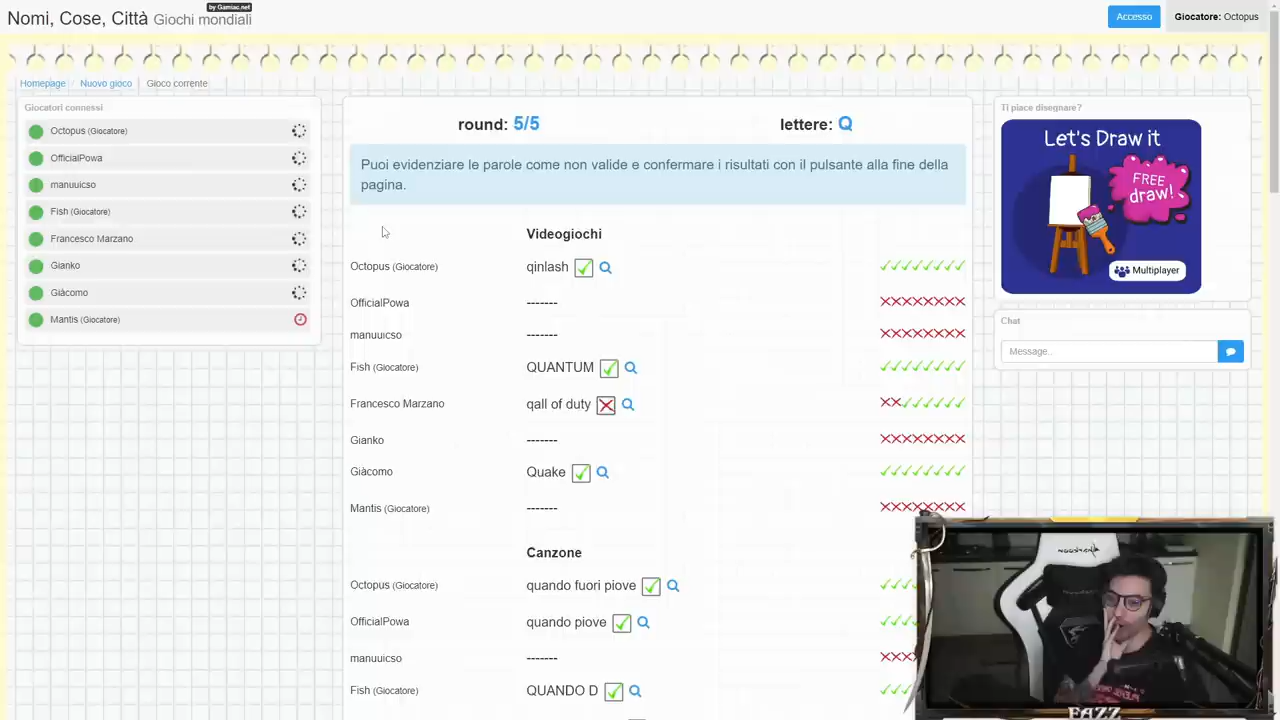 Nomi, Cose, Città Giochi mondiali
by Gamiac.net
Accesso
Giocatore: Octopus
Homepage / Nuovo gioco / Gioco corrente
Giocatori connessi
Octopus (Giocatore)
OfficialPowa
manuuicso
Fish (Giocatore)
Francesco Marzano
Gianko
Giàcomo
Mantis (Giocatore)
round: 5/5
lettere: Q
Puoi evidenziare le parole come non valide e confermare i risultati con il pulsante alla fine della
pagina.
Videogiochi
Octopus (Giocatore) qinlash
OfficialPowa -------
manuuicso -------
Fish (Giocatore) QUANTUM
Francesco Marzano qall of duty
Gianko -------
Giàcomo Quake
Mantis (Giocatore) -------
Canzone
Octopus (Giocatore) quando fuori piove
OfficialPowa quando piove
manuuicso -------
Fish (Giocatore) QUANDO D
Ti piace disegnare?
Let's Draw it
FREE
draw!
Multiplayer
Chat
Message..
FAZZ